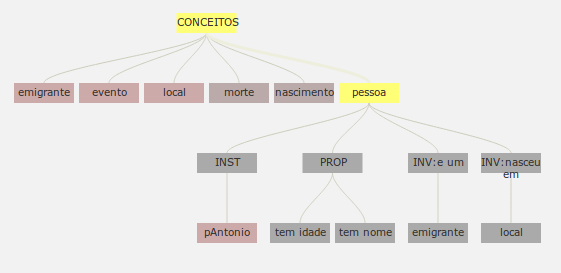 CONCEITOS
emigrante evento local morte nascimento pessoa
INST PROP INV:e um INV:nasceu
em
pAntonio tem idade tem nome emigrante local